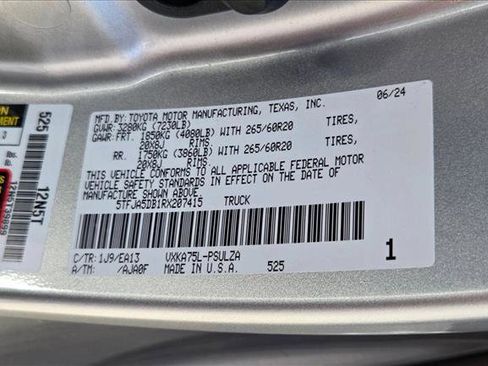 MFD.BY: TOYOTA MOTOR MANUFACTURING, TEXAS, INC. 06/24
GVWR: 3280KG (7230LB)
GAWR: FRT. 1850KG (4080LB) WITH 265/60R20 TIRES,
20X8J RIMS,
RR. 1750KG (3860LB) WITH 265/60R20 TIRES,
20X8J RIMS,
THIS VEHICLE CONFORMS TO ALL APPLICABLE FEDERAL MOTOR
VEHICLE SAFETY STANDARDS IN EFFECT ON THE DATE OF
MANUFACTURE SHOWN ABOVE.
5TFJA5DB1RX207415 TRUCK
C/TR: 1J9/EA13 VXKA75L-PSULZA
A/TM: /AJA0F MADE IN U.S.A. 525
1
525
12N5T